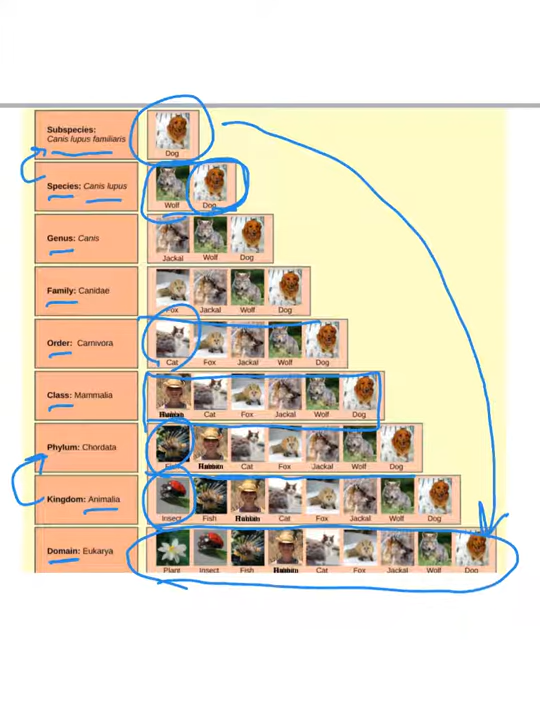 Subspecies:
Canis lupus familiaris
Dog
Species: Canis lupus
Wolf Dog
Genus: Canis
Jackal Wolf Dog
Family: Canidae
Fox Jackal Wolf Dog
Order: Carnivora
Cat Fox Jackal Wolf Dog
Class: Mammalia
Cat Fox Jackal Wolf Dog
Phylum: Chordata
Fish Cat Fox Jackal Wolf Dog
Kingdom: Animalia
Insect Fish Cat Fox Jackal Wolf Dog
Domain: Eukarya
Plant Insect Fish Cat Fox Jackal Wolf Dog